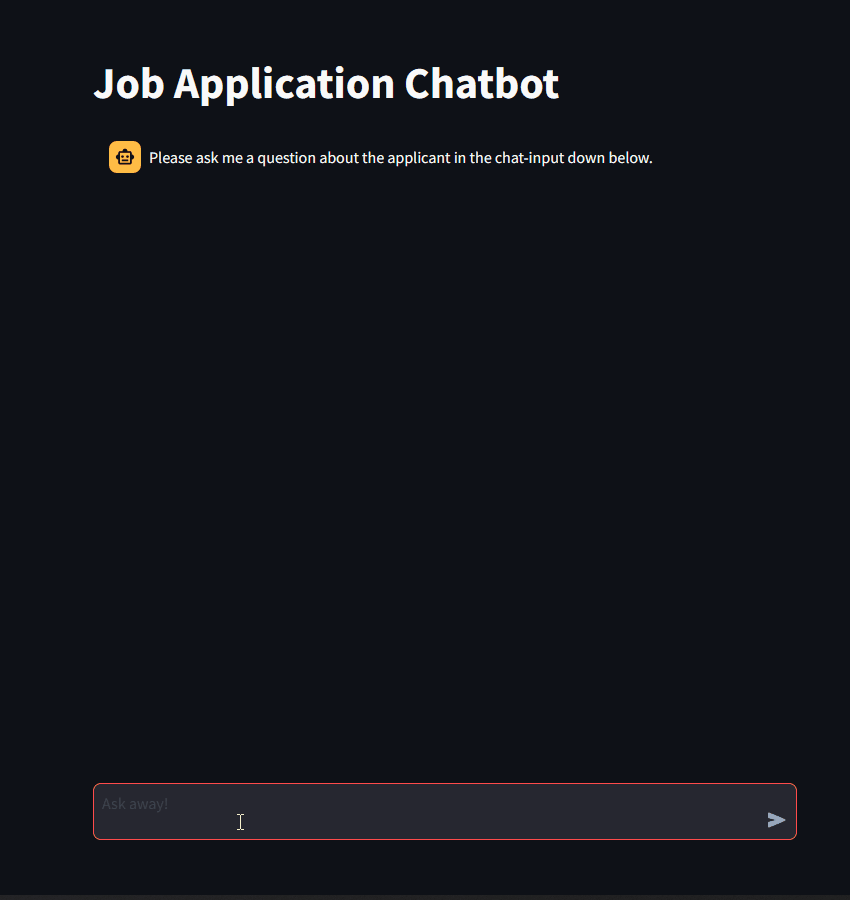 Job Application Chatbot
Please ask me a question about the applicant in the chat-input down below.
Ask away!